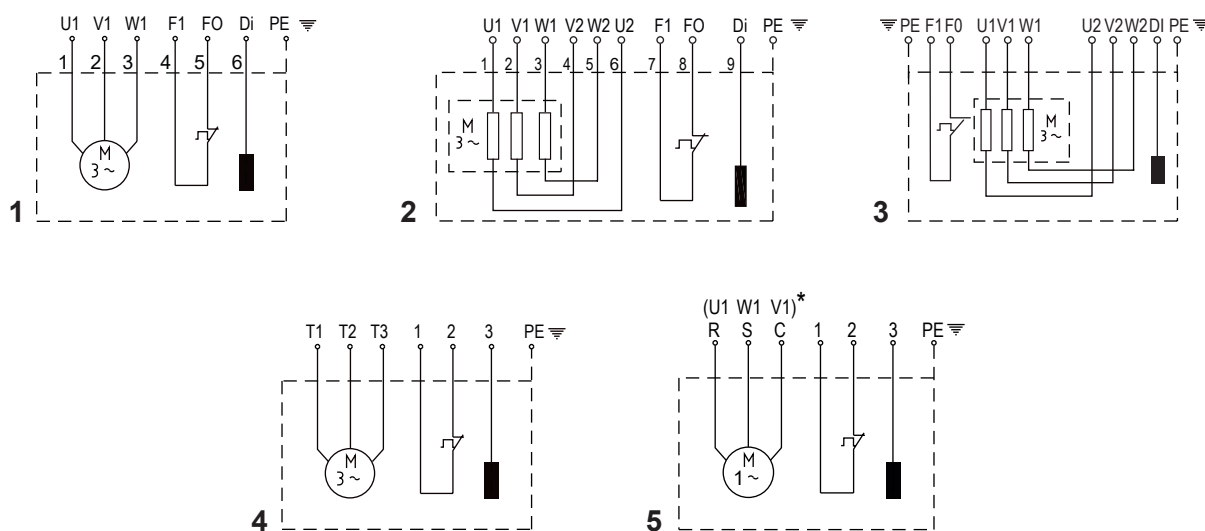 U1 V1 W1 F1 FO Di PE
1 2 3 4 5 6
M
3 ~
1
U1 V1 W1 V2 W2 U2 F1 FO Di PE
1 2 3 4 5 6 7 8 9
M
3 ~
2
PE F1 F0 U1 V1 W1 U2 V2 W2 DI PE
M
3 ~
3
T1 T2 T3 1 2 3 PE
M
3 ~
4
(U1 W1 V1)*
R S C 1 2 3 PE
M
1 ~
5